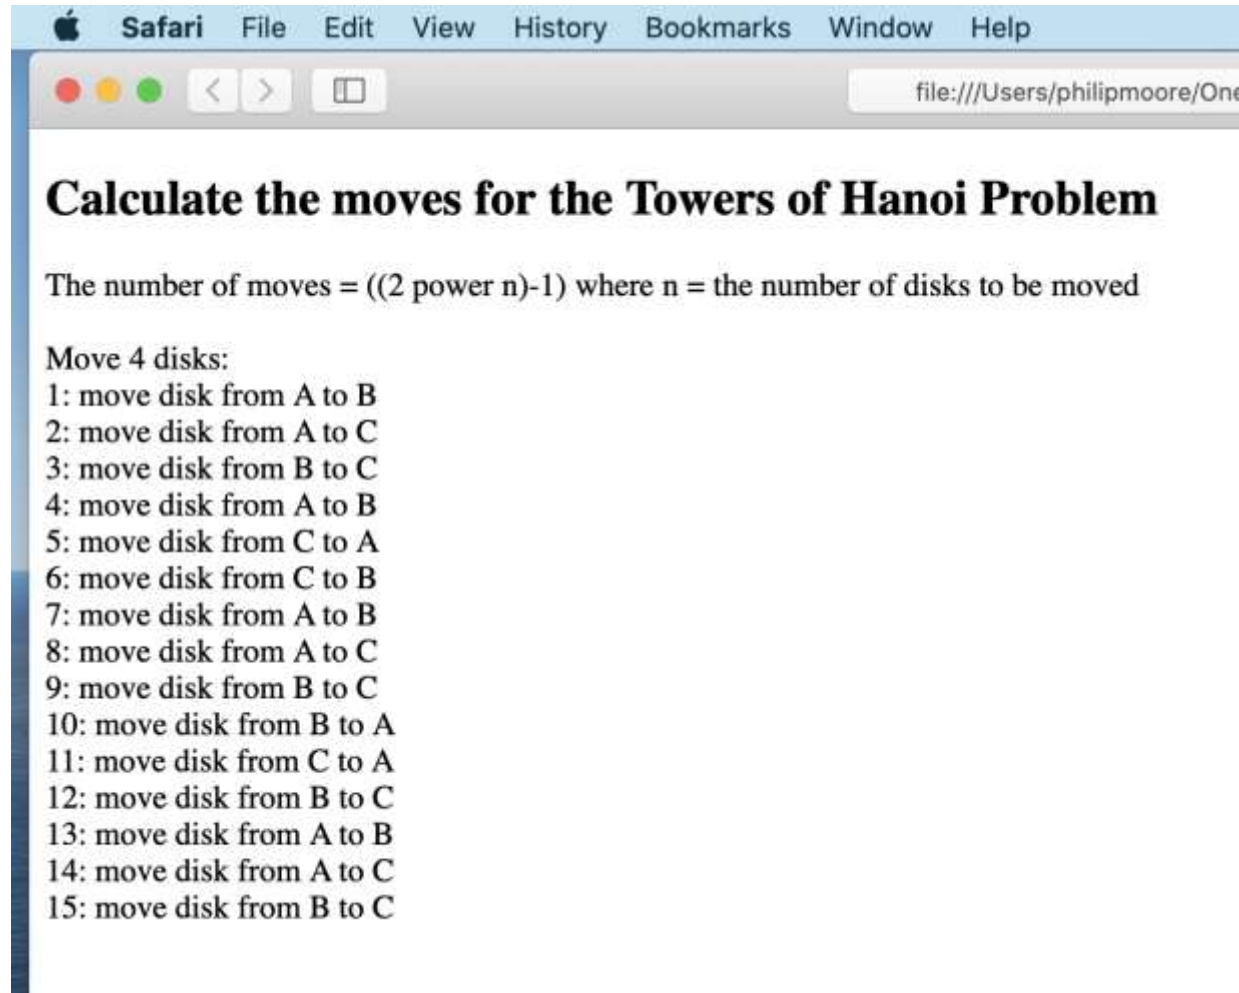 Safari File Edit View History Bookmarks Window Help
file:///Users/philipmoore/One
Calculate the moves for the Towers of Hanoi Problem
The number of moves = ((2 power n)-1) where n = the number of disks to be moved
Move 4 disks:
1: move disk from A to B
2: move disk from A to C
3: move disk from B to C
4: move disk from A to B
5: move disk from C to A
6: move disk from C to B
7: move disk from A to B
8: move disk from A to C
9: move disk from B to C
10: move disk from B to A
11: move disk from C to A
12: move disk from B to C
13: move disk from A to B
14: move disk from A to C
15: move disk from B to C